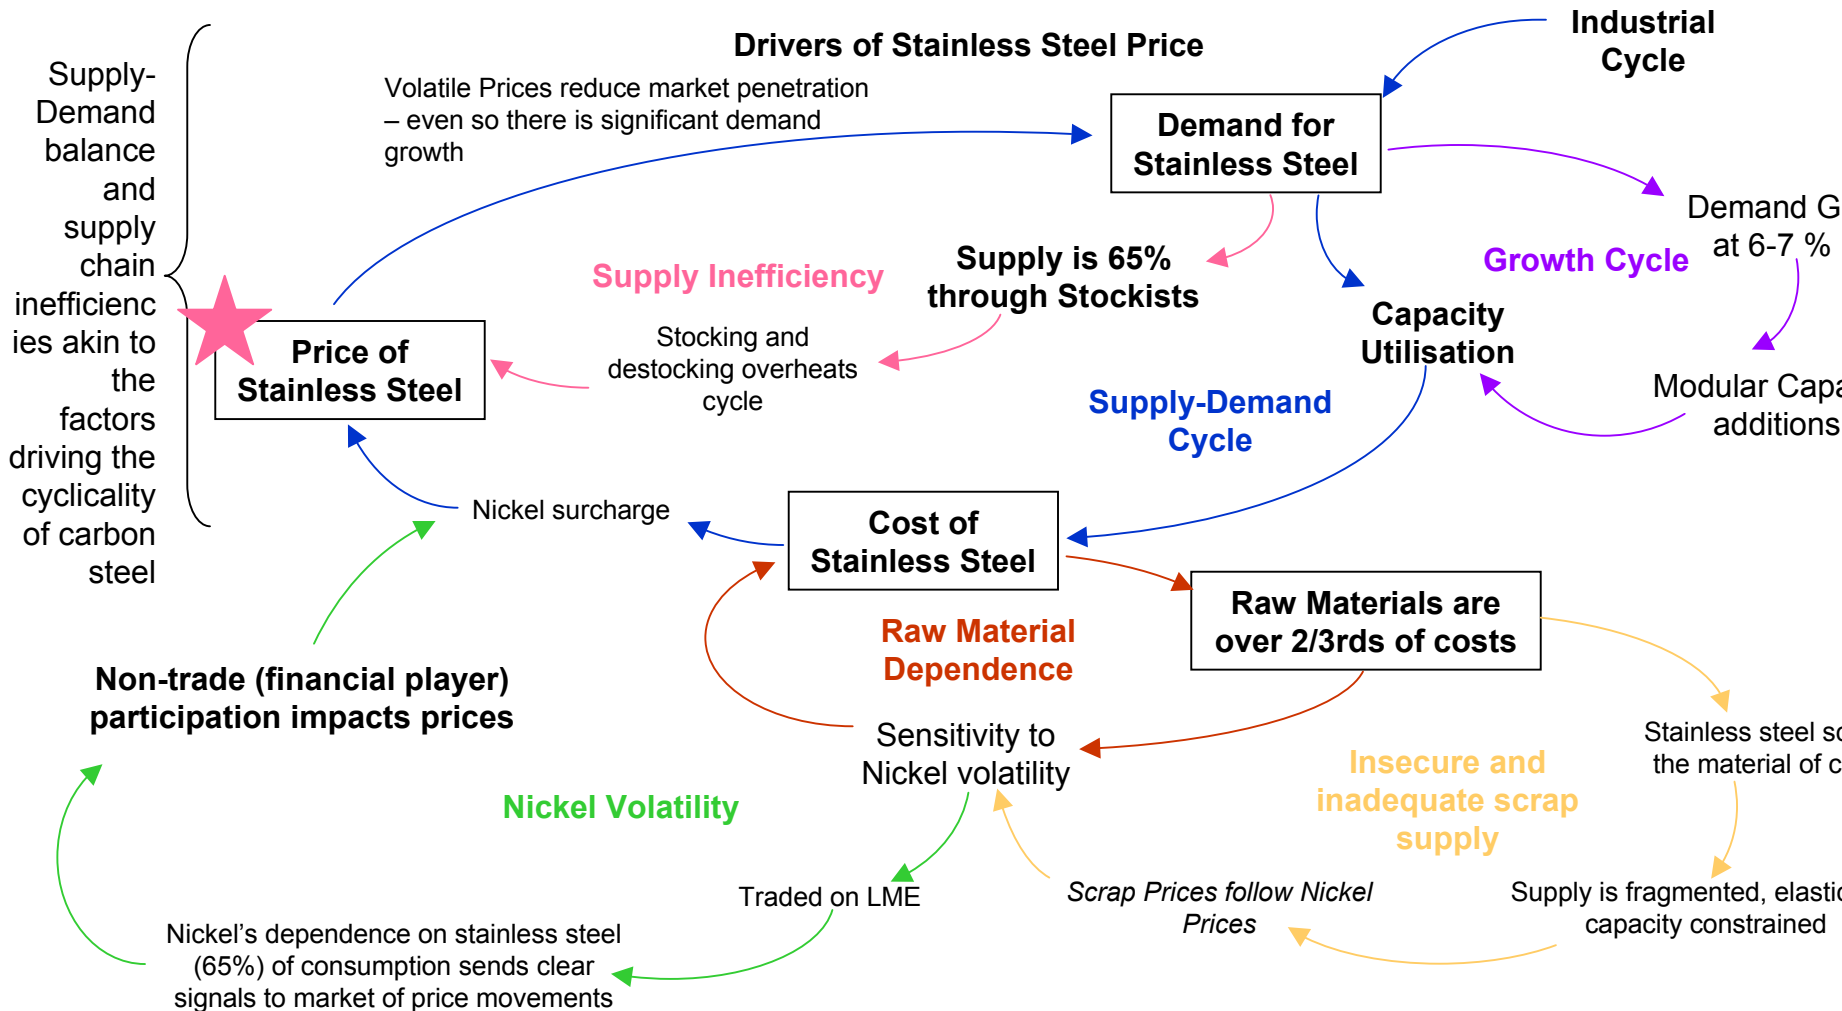 Drivers of Stainless Steel Price
Industrial
Cycle
Supply-
Demand
balance
and
supply
chain
inefficienc
ies akin to
the
factors
driving the
cyclicality
of carbon
steel
Volatile Prices reduce market penetration
– even so there is significant demand
growth
Demand for
Stainless Steel
Demand G
at 6-7 %
Growth Cycle
Supply Inefficiency
Supply is 65%
through Stockists
Stocking and
destocking overheats
cycle
Price of
Stainless Steel
Capacity
Utilisation
Modular Capa
additions
Supply-Demand
Cycle
Nickel surcharge
Cost of
Stainless Steel
Raw Materials are
over 2/3rds of costs
Raw Material
Dependence
Non-trade (financial player)
participation impacts prices
Sensitivity to
Nickel volatility
Stainless steel sc
the material of c
Insecure and
inadequate scrap
supply
Nickel Volatility
Traded on LME
Scrap Prices follow Nickel
Prices
Supply is fragmented, elastic
capacity constrained
Nickel's dependence on stainless steel
(65%) of consumption sends clear
signals to market of price movements